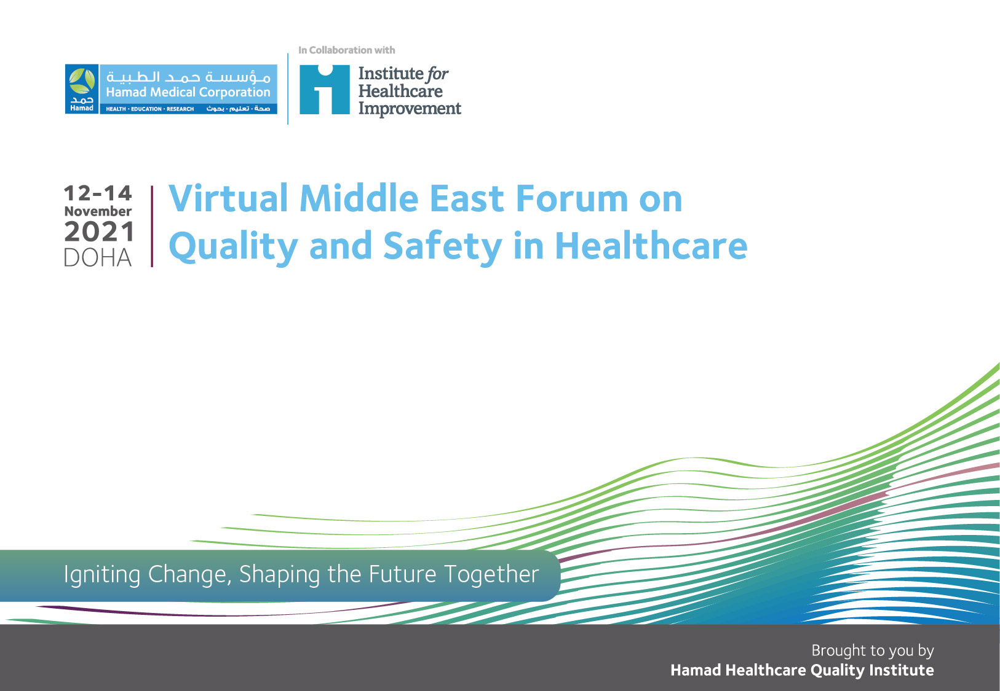 In Collaboration with
مؤسسة حمد الطبية
Hamad Medical Corporation
حمد
Hamad
HEALTH · EDUCATION · RESEARCH صحة · تعليم · بحوث
Institute for
Healthcare
Improvement
12-14
November
2021
DOHA
Virtual Middle East Forum on
Quality and Safety in Healthcare
Igniting Change, Shaping the Future Together
Brought to you by
Hamad Healthcare Quality Institute